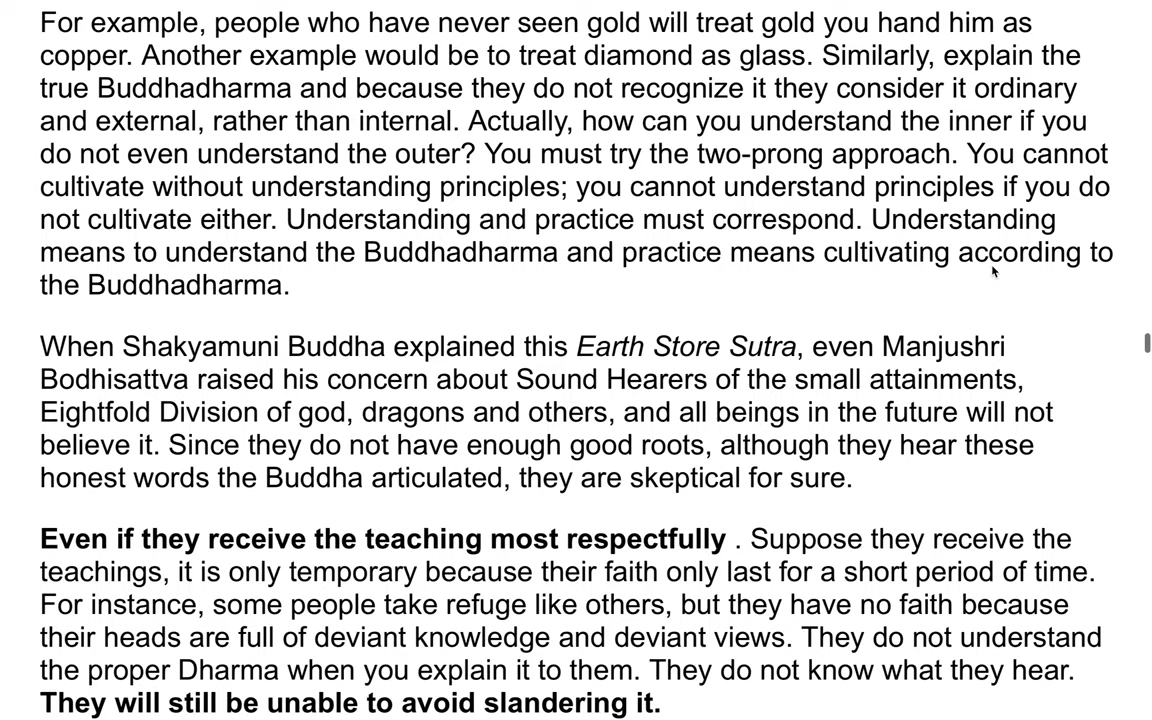 For example, people who have never seen gold will treat gold you hand him as
copper. Another example would be to treat diamond as glass. Similarly, explain the
true Buddhadharma and because they do not recognize it they consider it ordinary
and external, rather than internal. Actually, how can you understand the inner if you
do not even understand the outer? You must try the two-prong approach. You cannot
cultivate without understanding principles; you cannot understand principles if you do
not cultivate either. Understanding and practice must correspond. Understanding
means to understand the Buddhadharma and practice means cultivating according to
the Buddhadharma.
When Shakyamuni Buddha explained this Earth Store Sutra, even Manjushri
Bodhisattva raised his concern about Sound Hearers of the small attainments,
Eightfold Division of god, dragons and others, and all beings in the future will not
believe it. Since they do not have enough good roots, although they hear these
honest words the Buddha articulated, they are skeptical for sure.
Even if they receive the teaching most respectfully . Suppose they receive the
teachings, it is only temporary because their faith only last for a short period of time.
For instance, some people take refuge like others, but they have no faith because
their heads are full of deviant knowledge and deviant views. They do not understand
the proper Dharma when you explain it to them. They do not know what they hear.
They will still be unable to avoid slandering it.